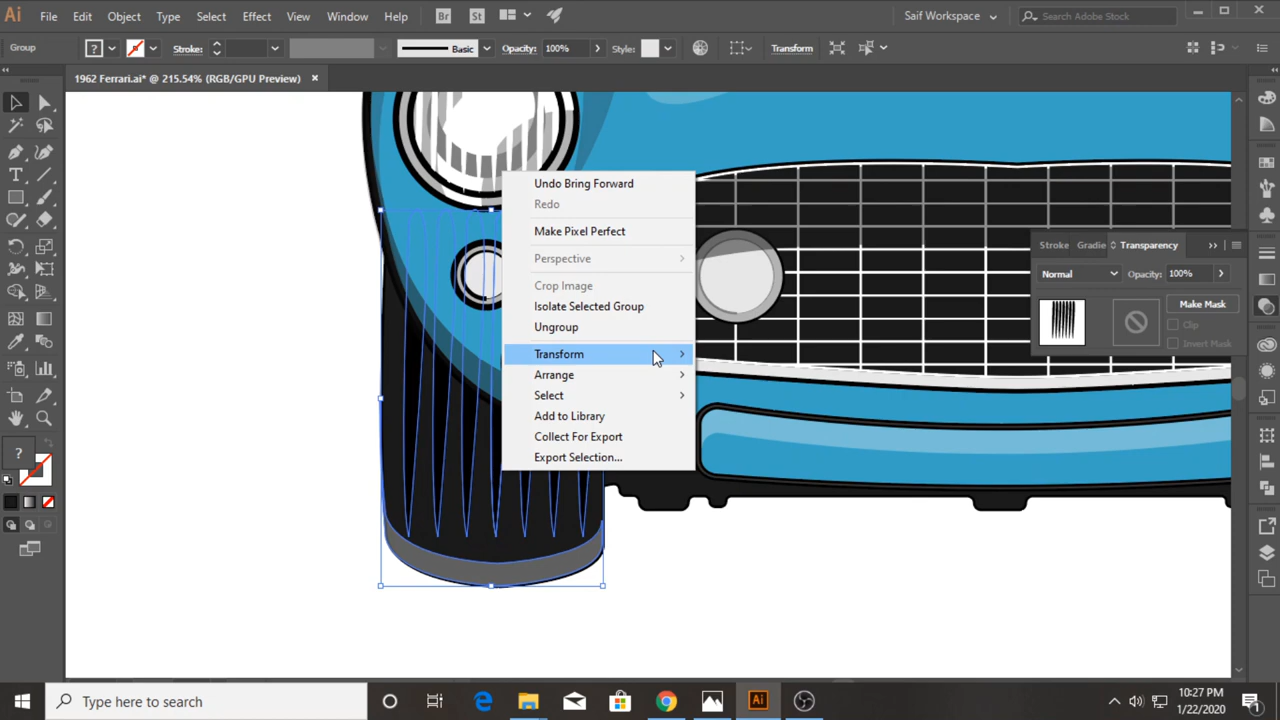 Ai File Edit Object Type Select Effect View Window Help Br St Saif Workspace Search Adobe Stock
Group ? Stroke: Basic Opacity: 100% Style: Transform
1962 Ferrari.ai* @ 215.54% (RGB/GPU Preview)
Undo Bring Forward
Redo
Make Pixel Perfect
Perspective
Crop Image
Isolate Selected Group
Ungroup
Transform
Arrange
Select
Add to Library
Collect For Export
Export Selection...
Stroke Gradie Transparency
Normal Opacity: 100%
Make Mask
Clip
Invert Mask
?
Type here to search
Ai
10:27 PM
1/22/2020
1